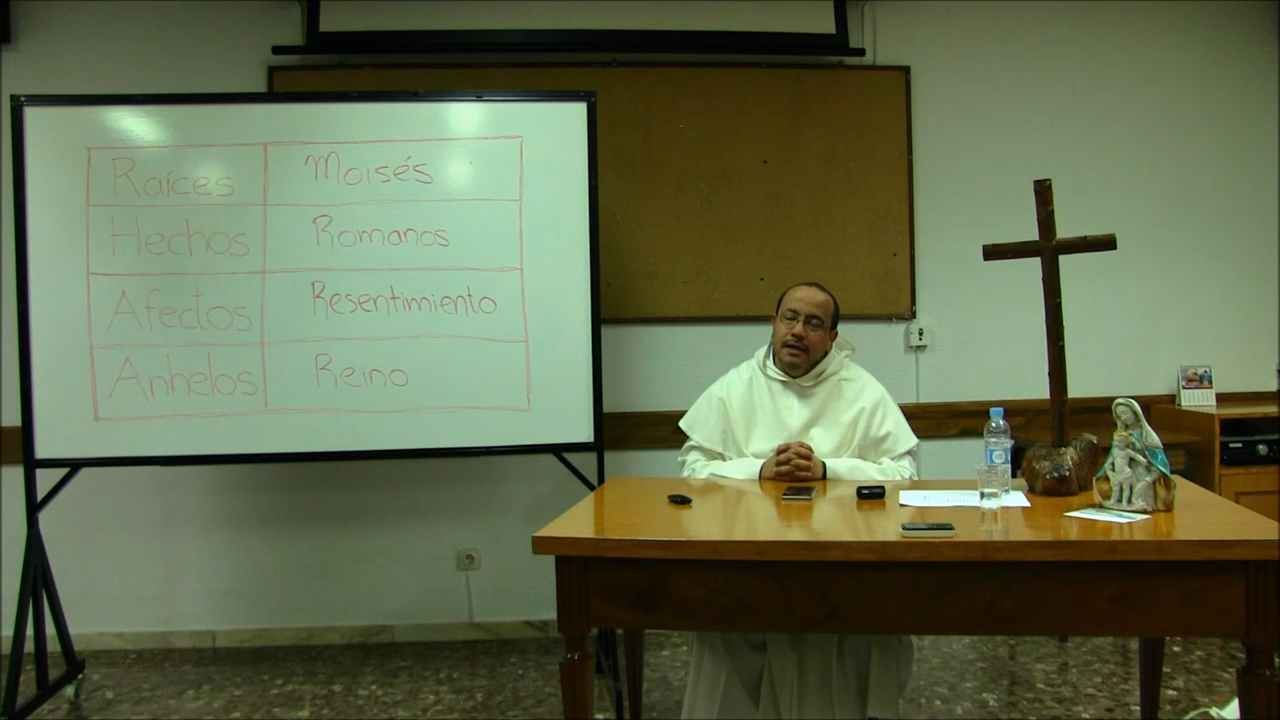 Raíces Moisés
Hechos Romanos
Afectos Resentimiento
Anhelos Reino